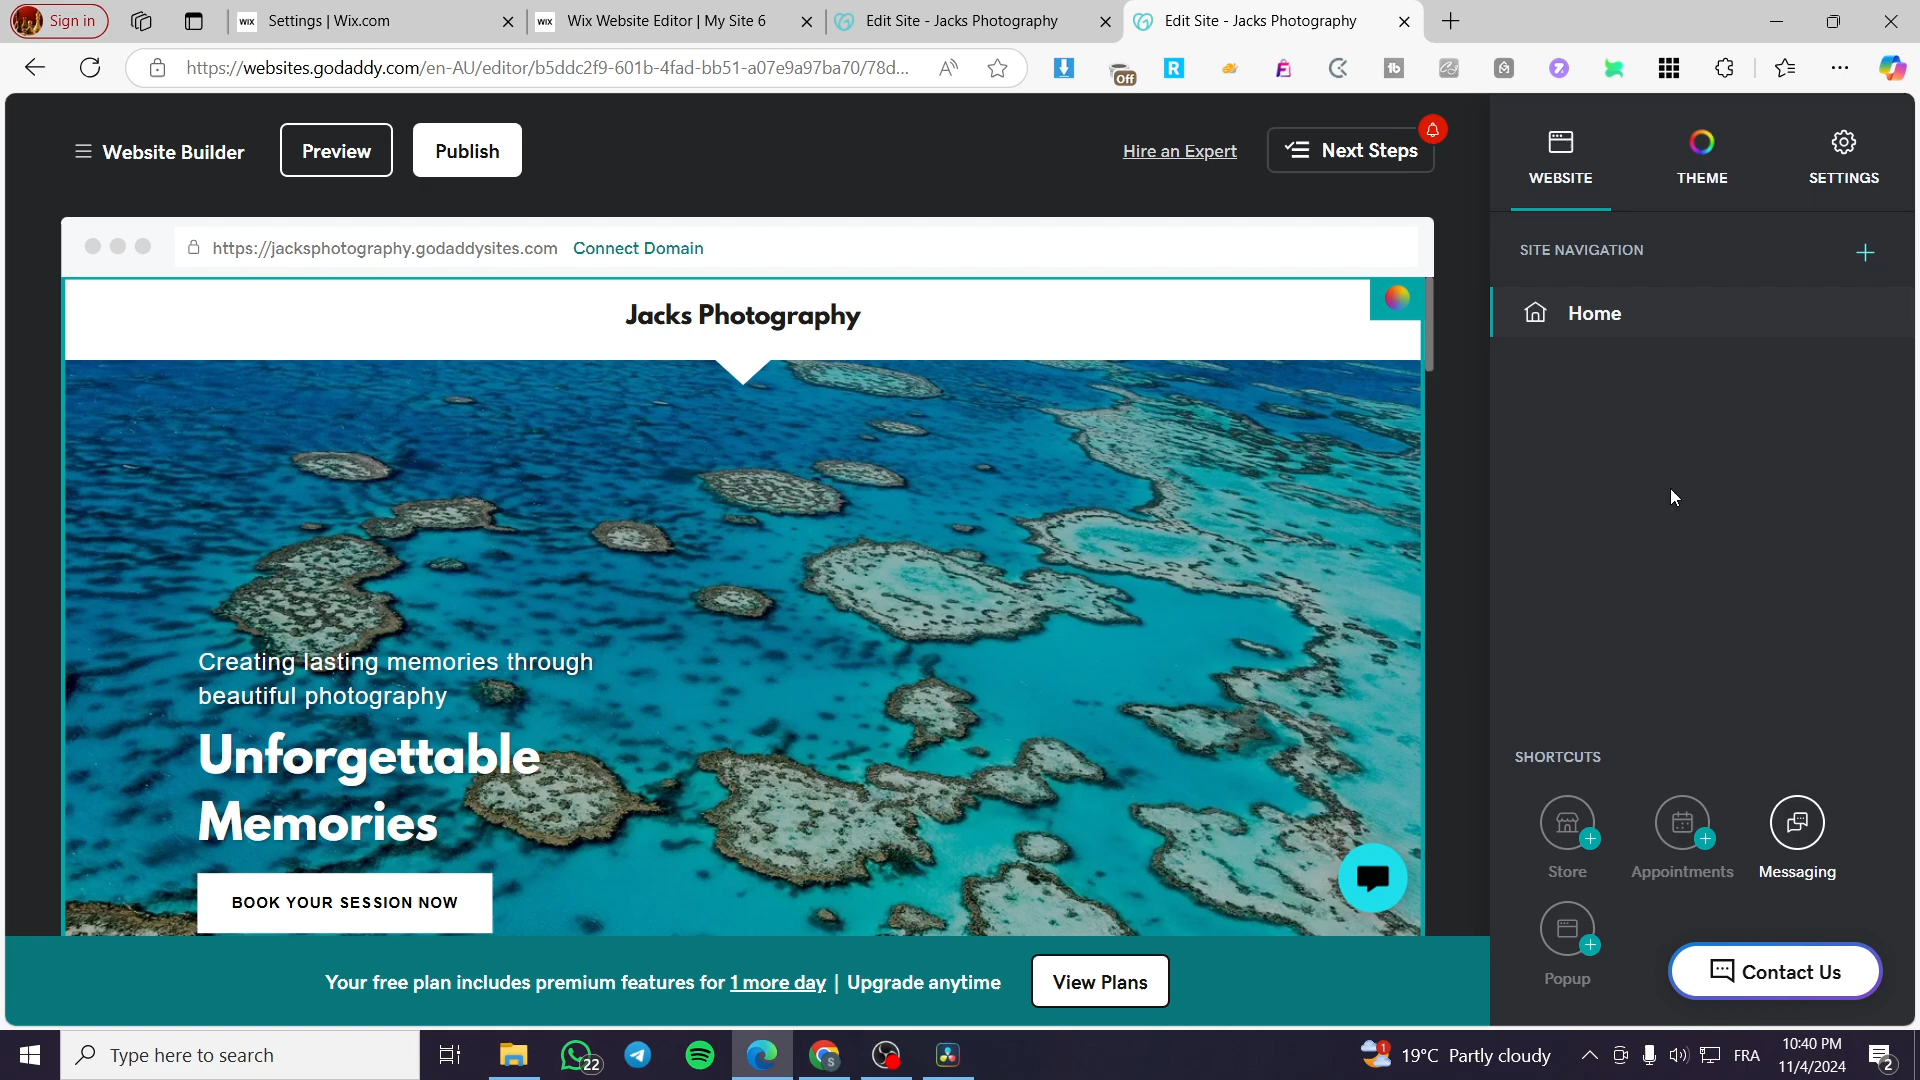 Sign in
Settings | Wix.com
Wix Website Editor | My Site 6
Edit Site - Jacks Photography
Edit Site - Jacks Photography
https://websites.godaddy.com/en-AU/editor/b5ddc2f9-601b-4fad-bb51-a07e9a97ba70/78d...
Off
Website Builder
Preview
Publish
Hire an Expert
Next Steps
WEBSITE
THEME
SETTINGS
https://jacksphotography.godaddysites.com Connect Domain
SITE NAVIGATION
Home
Jacks Photography
Creating lasting memories through
beautiful photography
Unforgettable
Memories
BOOK YOUR SESSION NOW
SHORTCUTS
Store
Appointments
Messaging
Popup
Contact Us
Your free plan includes premium features for 1 more day | Upgrade anytime
View Plans
Type here to search
22
19°C Partly cloudy
FRA
10:40 PM
11/4/2024
2